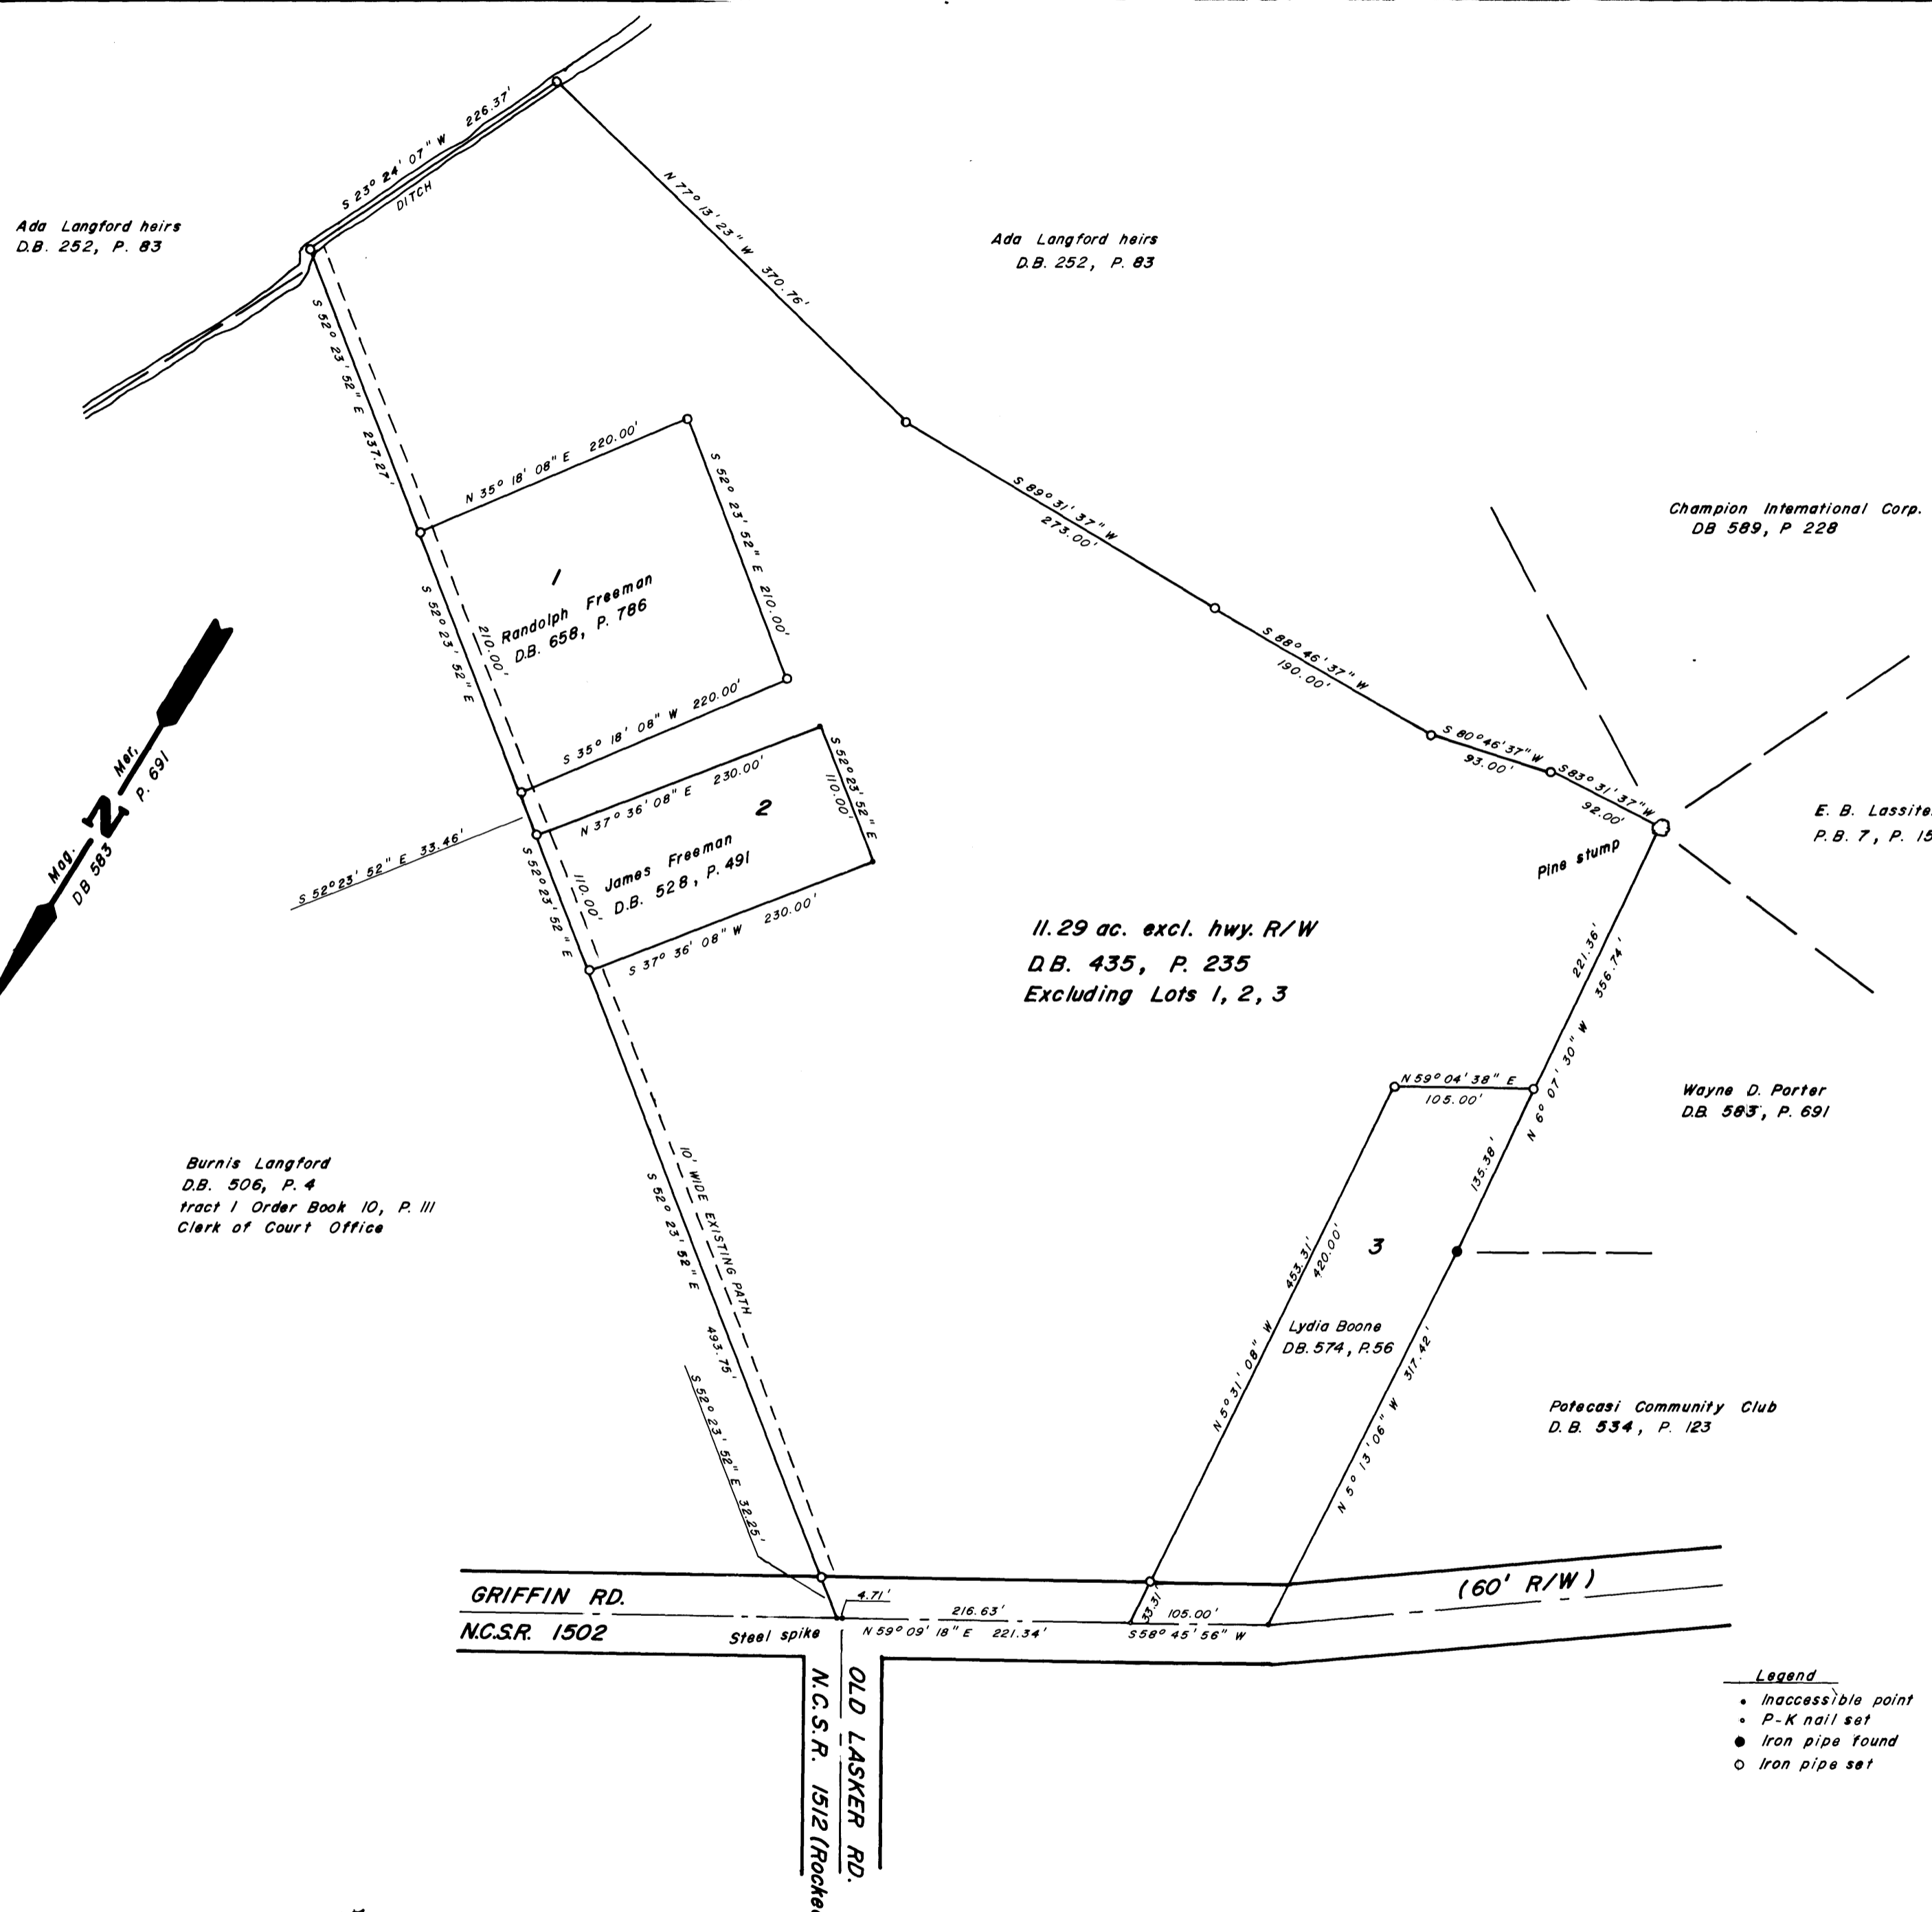 S 23° 24' 07" W 226.37'
DITCH
Ada Langford heirs
D.B. 252, P. 83
N 77° 13' 23" W 370.76'
Ada Langford heirs
D.B. 252, P. 83
S 52° 23' 52" E 237.27'
N 35° 18' 08" E 220.00'
S 52° 23' 52" E 210.00'
S 89° 31' 37" W
273.00'
Champion International Corp.
DB 589, P 228
1
Randolph Freeman
D.B. 658, P. 786
S 52° 23' 52" E
210.00'
S 35° 18' 08" W 220.00'
S 88° 46' 37" W
190.00'
S 80° 46' 37" W
93.00'
S 83° 31' 37" W
92.00'
Pine stump
E. B. Lassite
P.B. 7, P. 15
Mag. N Mer.
DB 583 P. 691
S 52° 23' 52" E 33.46'
N 37° 36' 08" E 230.00'
2
S 52° 23' 52" E
110.00'
James Freeman
D.B. 528, P. 491
S 52° 23' 52" E
110.00'
S 37° 36' 08" W 230.00'
11.29 ac. excl. hwy. R/W
D.B. 435, P. 235
Excluding Lots 1, 2, 3
221.36'
N 6° 07' 30" W 356.74'
N 59° 04' 38" E
105.00'
Wayne D. Porter
D.B. 583, P. 691
135.38'
Burnis Langford
D.B. 506, P. 4
tract 1 Order Book 10, P. 111
Clerk of Court Office
10' WIDE EXISTING PATH
S 52° 23' 52" E 493.75'
453.31'
420.00'
3
N 5° 31' 08" W
Lydia Boone
DB. 574, P. 56
N 5° 13' 06" W 317.42'
Potecasi Community Club
D. B. 534, P. 123
S 52° 23' 52" E 32.25'
GRIFFIN RD.
(60' R/W)
4.71'
216.63'
33.31'
105.00'
N.C.S.R. 1502
Steel spike
N 59° 09' 18" E 221.34'
S 58° 45' 56" W
OLD LASKER RD.
N.C.S.R. 1512 (Rocke
Legend
Inaccessible point
P-K nail set
Iron pipe found
Iron pipe set